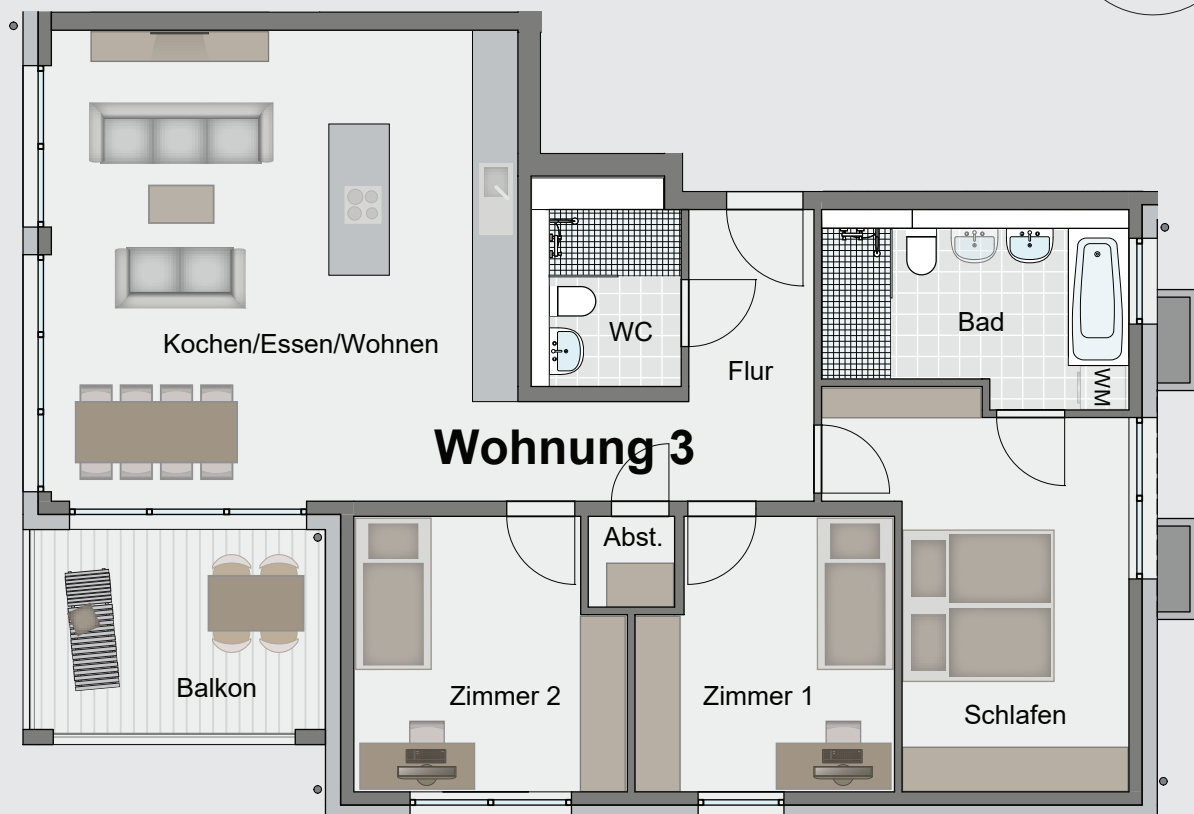 Kochen/Essen/Wohnen
WC
Flur
Bad
WM
Wohnung 3
Abst.
Balkon
Zimmer 2
Zimmer 1
Schlafen